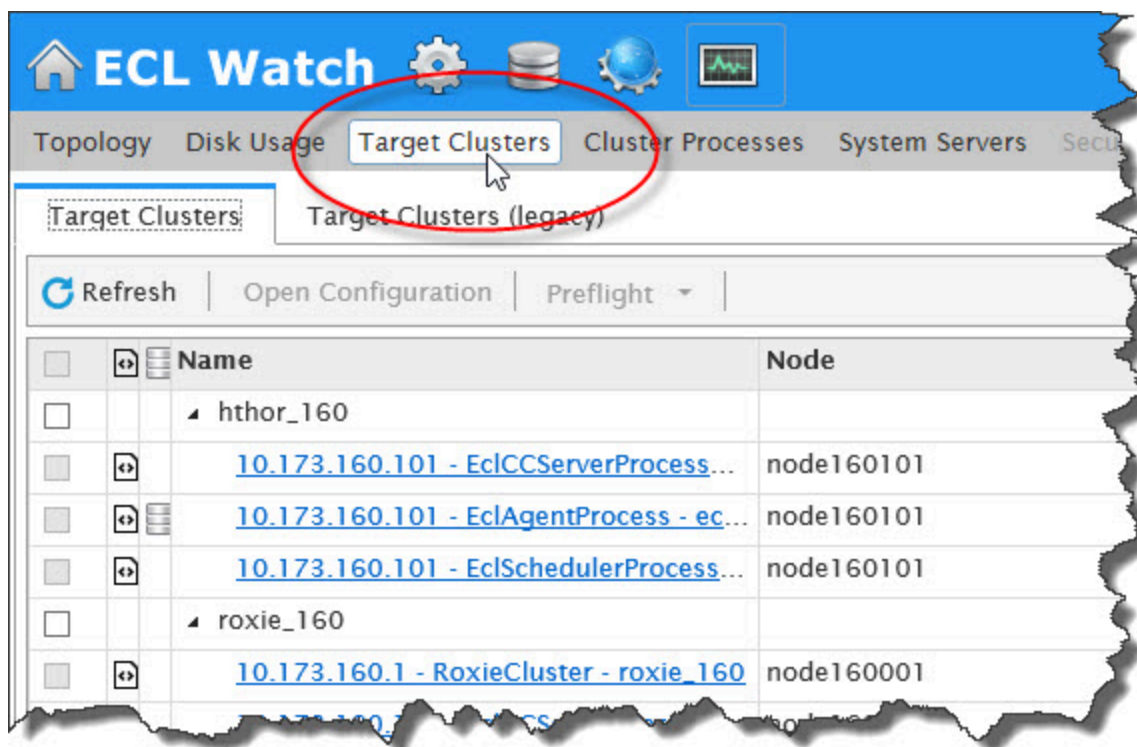 ECL Watch
Topology Disk Usage Target Clusters Cluster Processes System Servers
Target Clusters Target Clusters (legacy)
Refresh Open Configuration Preflight
Name Node
hthor_160
10.173.160.101 - EclCCServerProcess... node160101
10.173.160.101 - EclAgentProcess - ec... node160101
10.173.160.101 - EclSchedulerProcess... node160101
roxie_160
10.173.160.1 - RoxieCluster - roxie_160 node160001